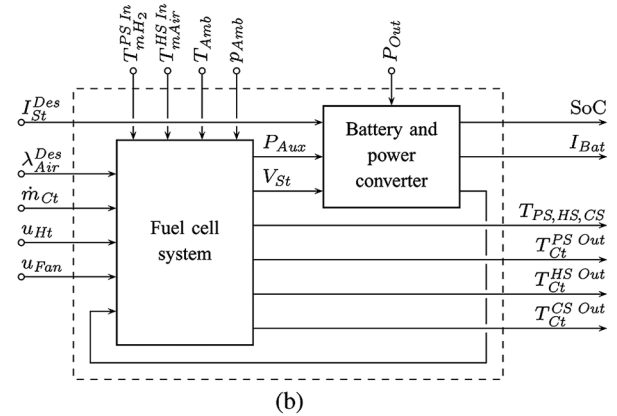 T_{mH_2}^{PS In}
T_{mAir}^{HS In}
T_{Amb}
p_{Amb}
P_{Out}
I_{St}^{Des}
SoC
Battery and
power
converter
P_{Aux}
I_{Bat}
λ_{Air}^{Des}
V_{St}
ṁ_{Ct}
T_{PS,HS,CS}
u_{Ht}
Fuel cell
system
T_{Ct}^{PS Out}
u_{Fan}
T_{Ct}^{HS Out}
T_{Ct}^{CS Out}
(b)